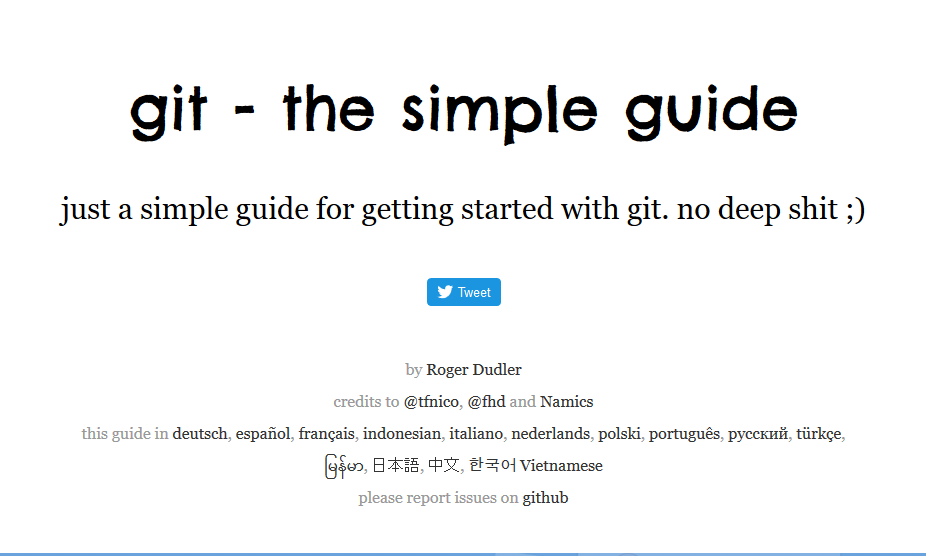 git - the simple guide
just a simple guide for getting started with git. no deep shit ;)
Tweet
by Roger Dudler
credits to @tfnico, @fhd and Namics
this guide in deutsch, español, français, indonesian, italiano, nederlands, polski, português, русский, türkçe,
မြန်မာ, 日本語, 中文, 한국어 Vietnamese
please report issues on github